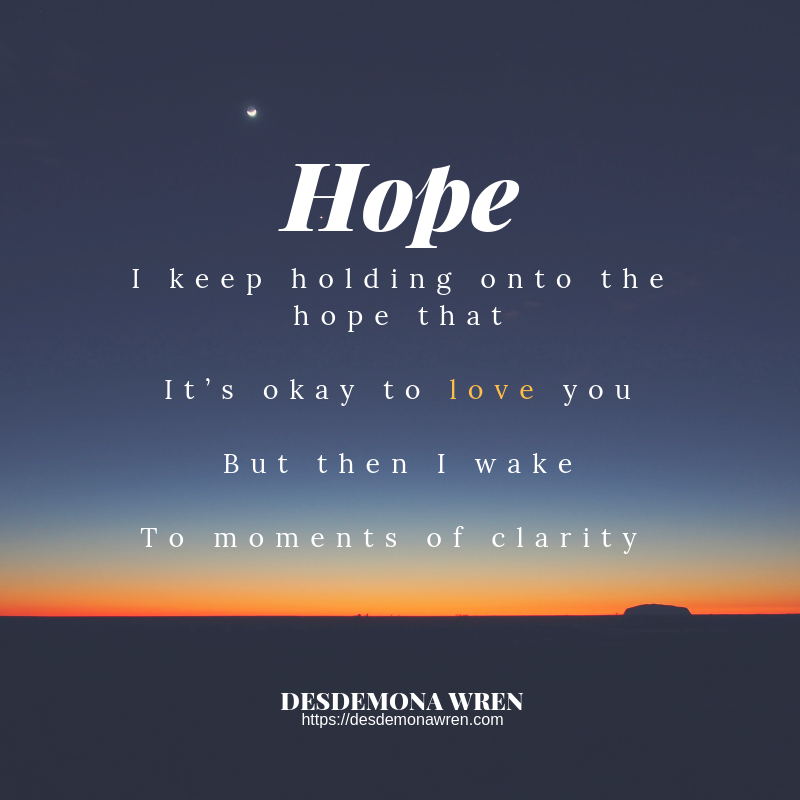 Hope
I keep holding onto the
hope that
It’s okay to love you
But then I wake
To moments of clarity
DESDEMONA WREN
https://desdemonawren.com